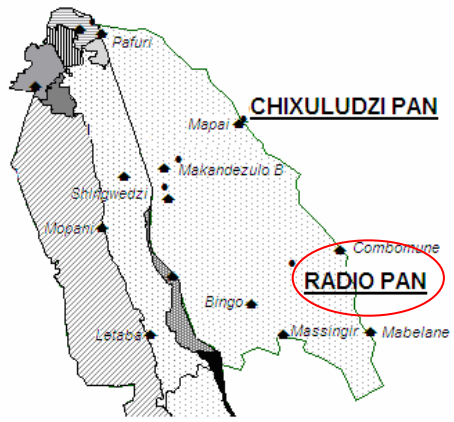 Pafuri
CHIXULUDZI PAN
Mapai
Makandezulo B
Shingwedzi
Mopani
Combomune
RADIO PAN
Bingo
Letaba
Massingir
Mabelane